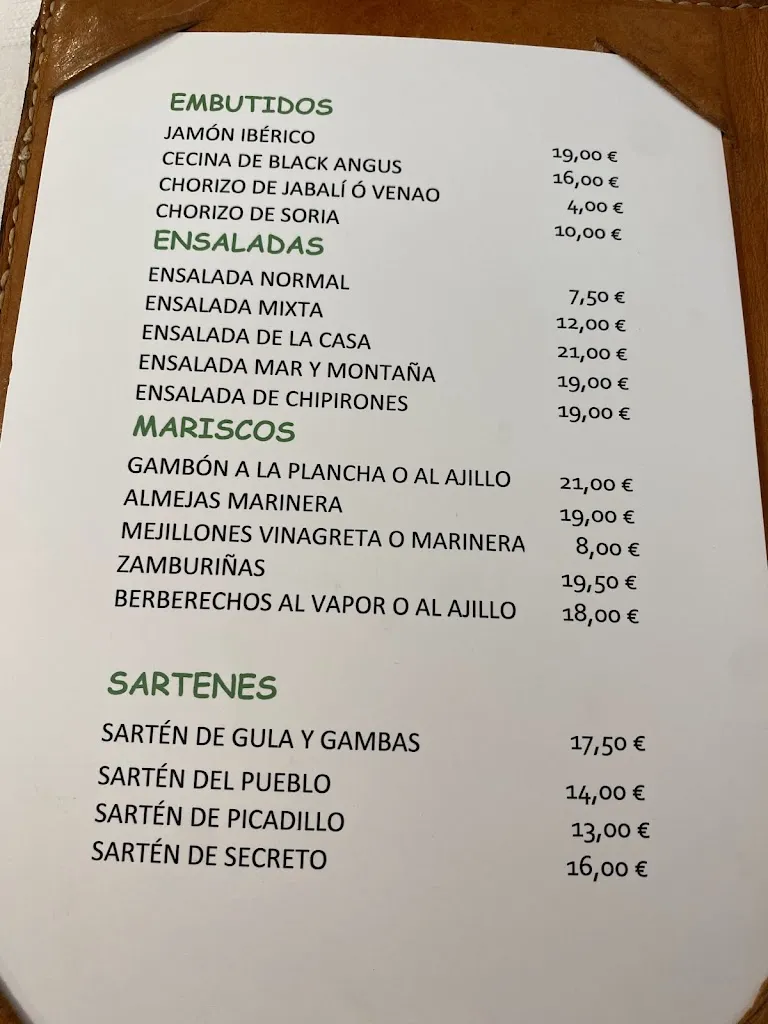 EMBUTIDOS
JAMÓN IBÉRICO 19,00 €
CECINA DE BLACK ANGUS 16,00 €
CHORIZO DE JABALÍ Ó VENAO 4,00 €
CHORIZO DE SORIA 10,00 €
ENSALADAS
ENSALADA NORMAL 7,50 €
ENSALADA MIXTA 12,00 €
ENSALADA DE LA CASA 21,00 €
ENSALADA MAR Y MONTAÑA 19,00 €
ENSALADA DE CHIPIRONES 19,00 €
MARISCOS
GAMBÓN A LA PLANCHA O AL AJILLO 21,00 €
ALMEJAS MARINERA 19,00 €
MEJILLONES VINAGRETA O MARINERA 8,00 €
ZAMBURIÑAS 19,50 €
BERBERECHOS AL VAPOR O AL AJILLO 18,00 €
SARTENES
SARTÉN DE GULA Y GAMBAS 17,50 €
SARTÉN DEL PUEBLO 14,00 €
SARTÉN DE PICADILLO 13,00 €
SARTÉN DE SECRETO 16,00 €